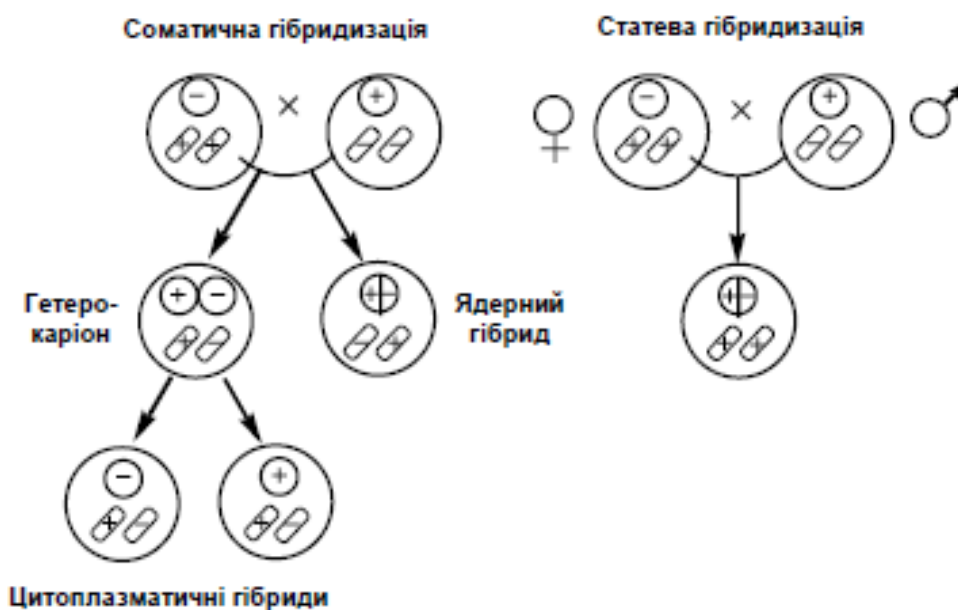 Соматична гібридизація
Статева гібридизація
Гетеро-
каріон
Ядерний
гібрид
Цитоплазматичні гібриди